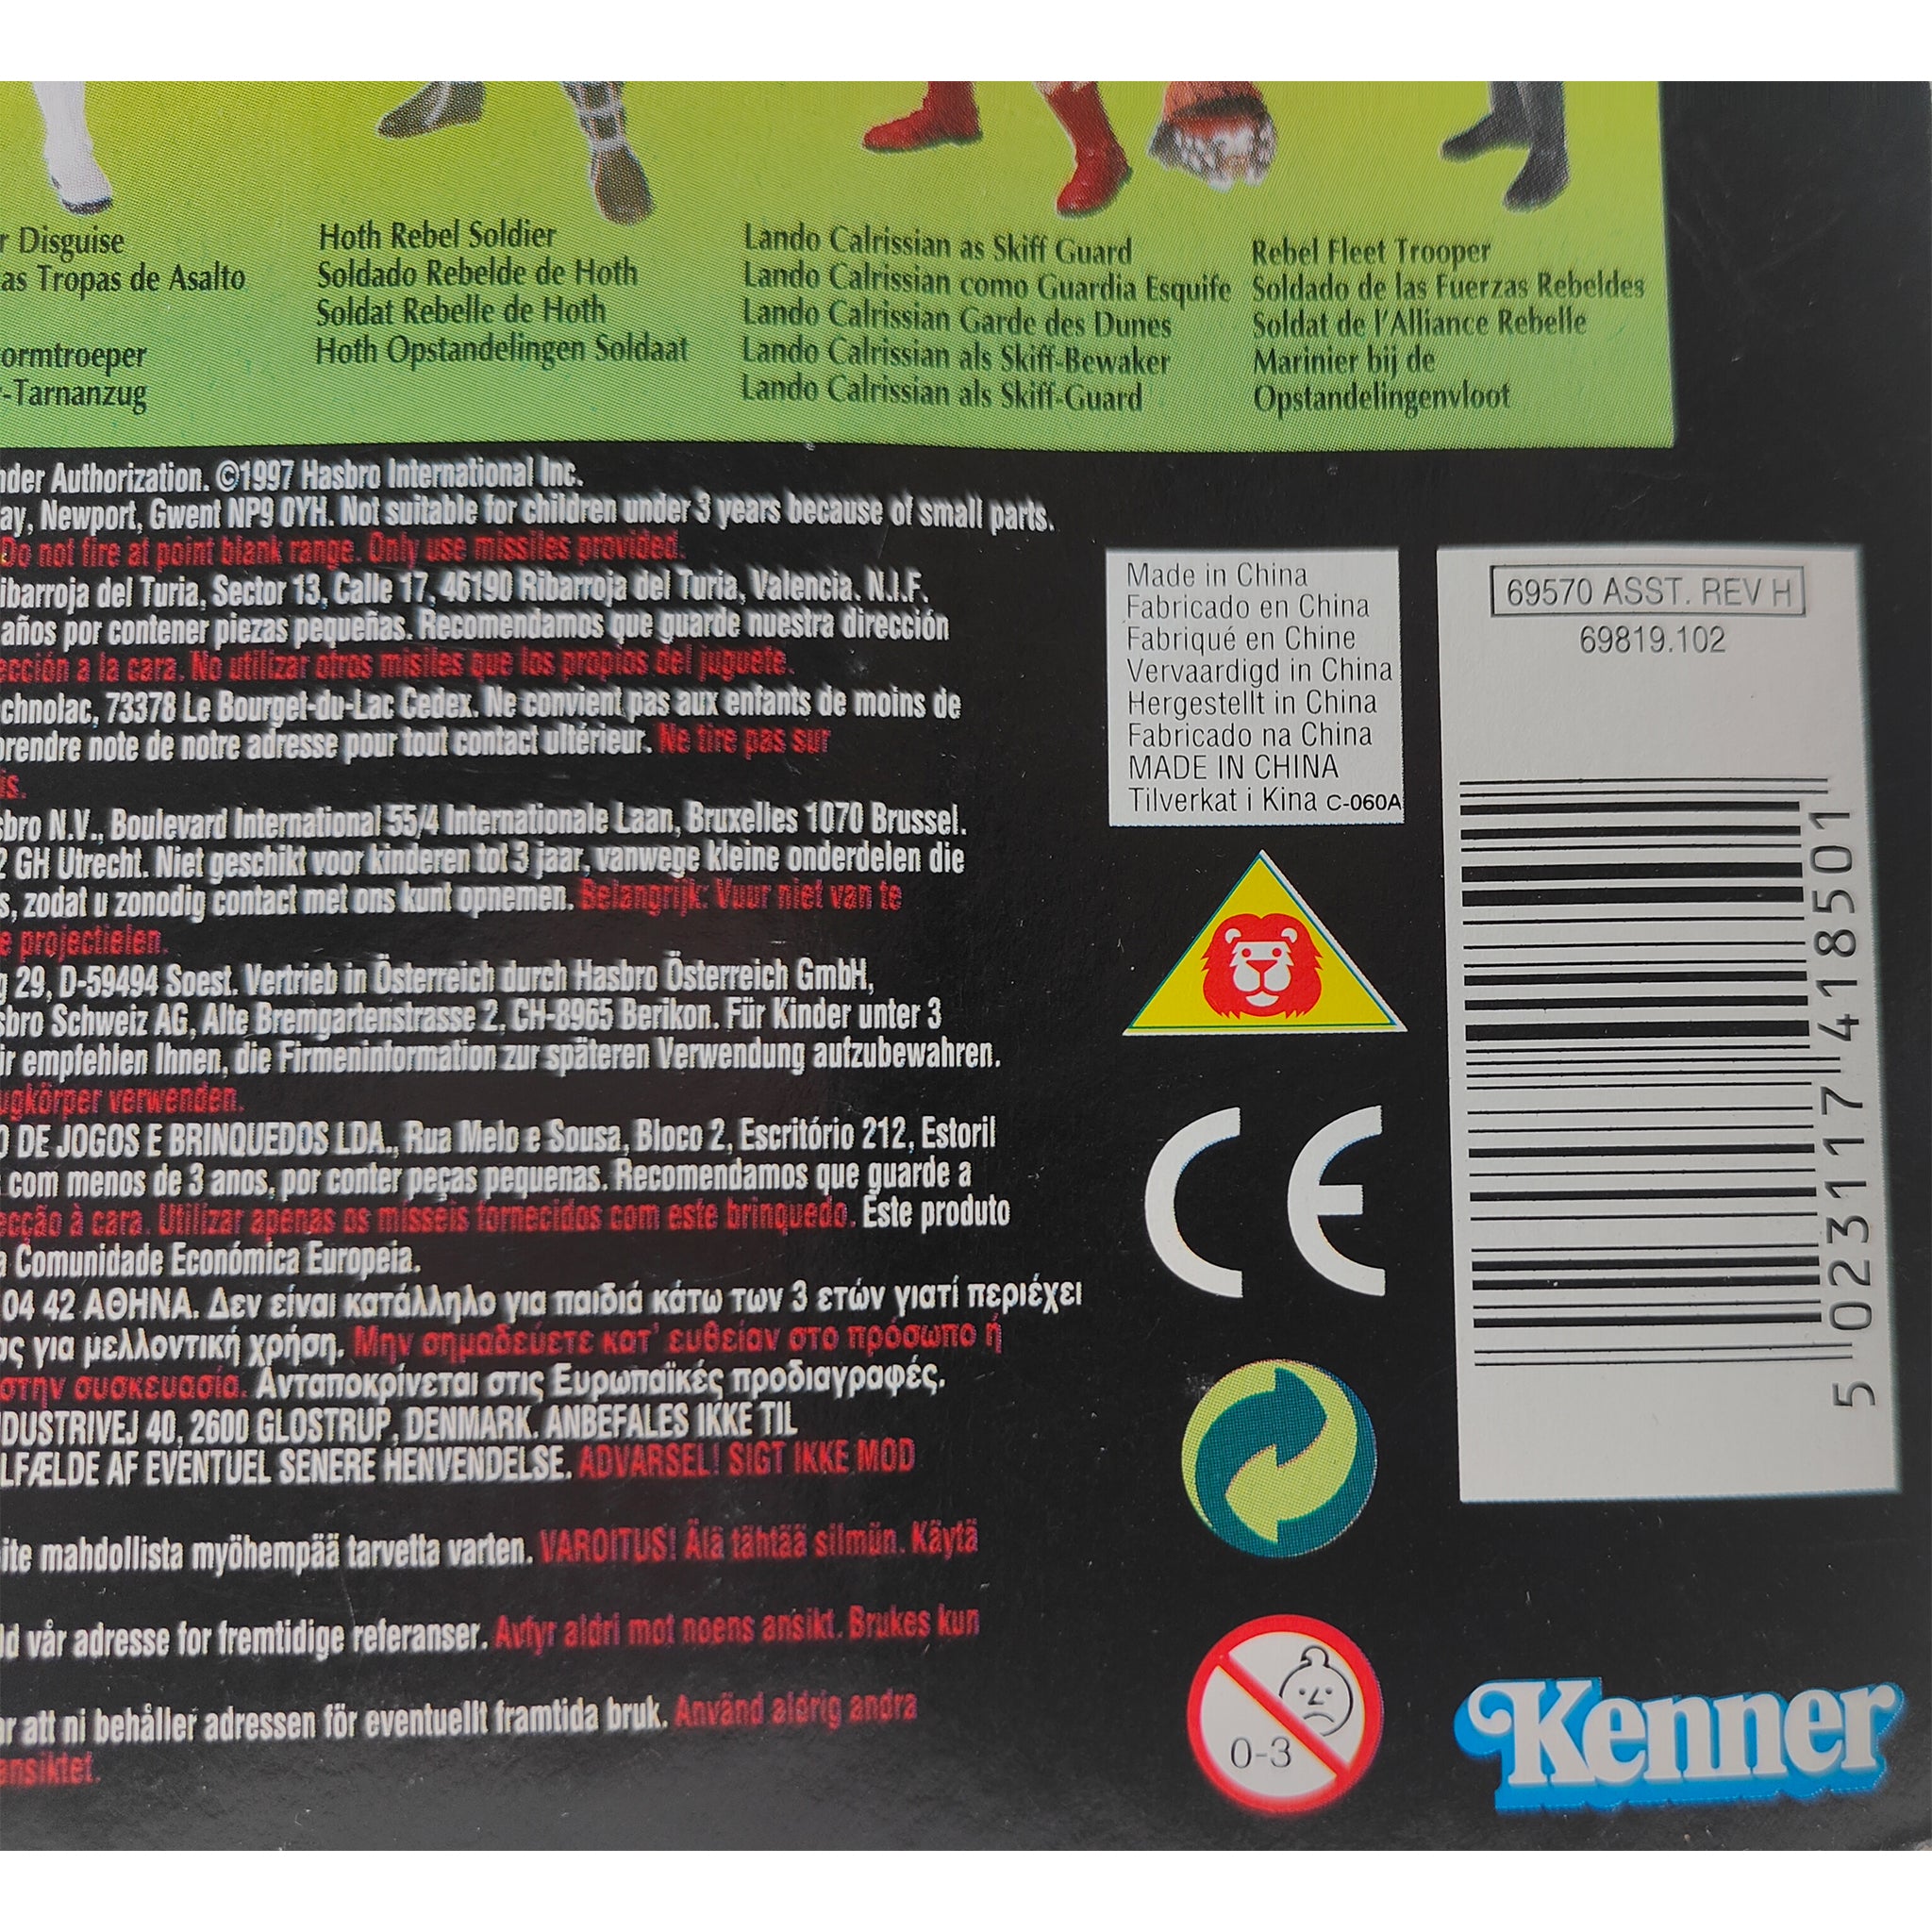 r Disguise
as Tropas de Asalto
ormtroeper
-Tarnanzug
Hoth Rebel Soldier
Soldado Rebelde de Hoth
Soldat Rebelle de Hoth
Hoth Opstandelingen Soldaat
Lando Calrissian as Skiff Guard
Lando Calrissian como Guardia Esquife
Lando Calrissian Garde des Dunes
Lando Calrissian als Skiff-Bewaker
Lando Calrissian als Skiff-Guard
Rebel Fleet Trooper
Soldado de las Fuerzas Rebeldes
Soldat de l'Alliance Rebelle
Marinier bij de
Opstandelingenvloot
nder Authorization. ©1997 Hasbro International Inc.
ay, Newport, Gwent NP9 0YH. Not suitable for children under 3 years because of small parts.
Do not fire at point blank range. Only use missiles provided.
ibarroja del Turia, Sector 13, Calle 17, 46190 Ribarroja del Turia, Valencia. N.I.F.
años por contener piezas pequeñas. Recomendamos que guarde nuestra dirección
ección a la cara. No utilizar otros misiles que los propios del juguete.
chnolac, 73378 Le Bourget-du-Lac Cedex. Ne convient pas aux enfants de moins de
prendre note de notre adresse pour tout contact ultérieur. Ne tire pas sur
is.
sbro N.V., Boulevard International 55/4 Internationale Laan, Bruxelles 1070 Brussel.
2 GH Utrecht. Niet geschikt voor kinderen tot 3 jaar, vanwege kleine onderdelen die
s, zodat u zonodig contact met ons kunt opnemen. Belangrijk: Vuur niet van te
e projectielen.
g 29, D-59494 Soest. Vertrieb in Österreich durch Hasbro Österreich GmbH,
sbro Schweiz AG, Alte Bremgartenstrasse 2, CH-8965 Berikon. Für Kinder unter 3
ir empfehlen Ihnen, die Firmeninformation zur späteren Verwendung aufzubewahren.
ugkörper verwenden.
O DE JOGOS E BRINQUEDOS LDA., Rua Melo e Sousa, Bloco 2, Escritório 212, Estoril
com menos de 3 anos, por conter peças pequenas. Recomendamos que guarde a
ecção à cara. Utilizar apenas os mísseis fornecidos com este brinquedo. Este produto
a Comunidade Económica Europeia.
04 42 ΑΘΗΝΑ. Δεν είναι κατάλληλο για παιδιά κάτω των 3 ετών γιατί περιέχει
ας για μελλοντική χρήση. Μην σημαδεύετε κατ' ευθείαν στο πρόσωπο ή
στην συσκευασία. Ανταποκρίνεται στις Ευρωπαϊκές προδιαγραφές.
DUSTRIVEJ 40, 2600 GLOSTRUP, DENMARK. ANBEFALES IKKE TIL
LFÆLDE AF EVENTUEL SENERE HENVENDELSE. ADVARSEL! SIGT IKKE MOD
ite mahdollista myöhempää tarvetta varten. VAROITUS! Älä tähtää silmiin. Käytä
ld vår adresse for fremtidige referanser. Avfyr aldri mot noens ansikt. Brukes kun
ar att ni behåller adressen för eventuellt framtida bruk. Använd aldrig andra
ansiktet.
Made in China
Fabricado en China
Fabriqué en Chine
Vervaardigd in China
Hergestellt in China
Fabricado na China
MADE IN CHINA
Tilverkat i Kina C-060A
CE
0-3
69570 ASST. REV H
69819.102
5 023117 418501
Kenner